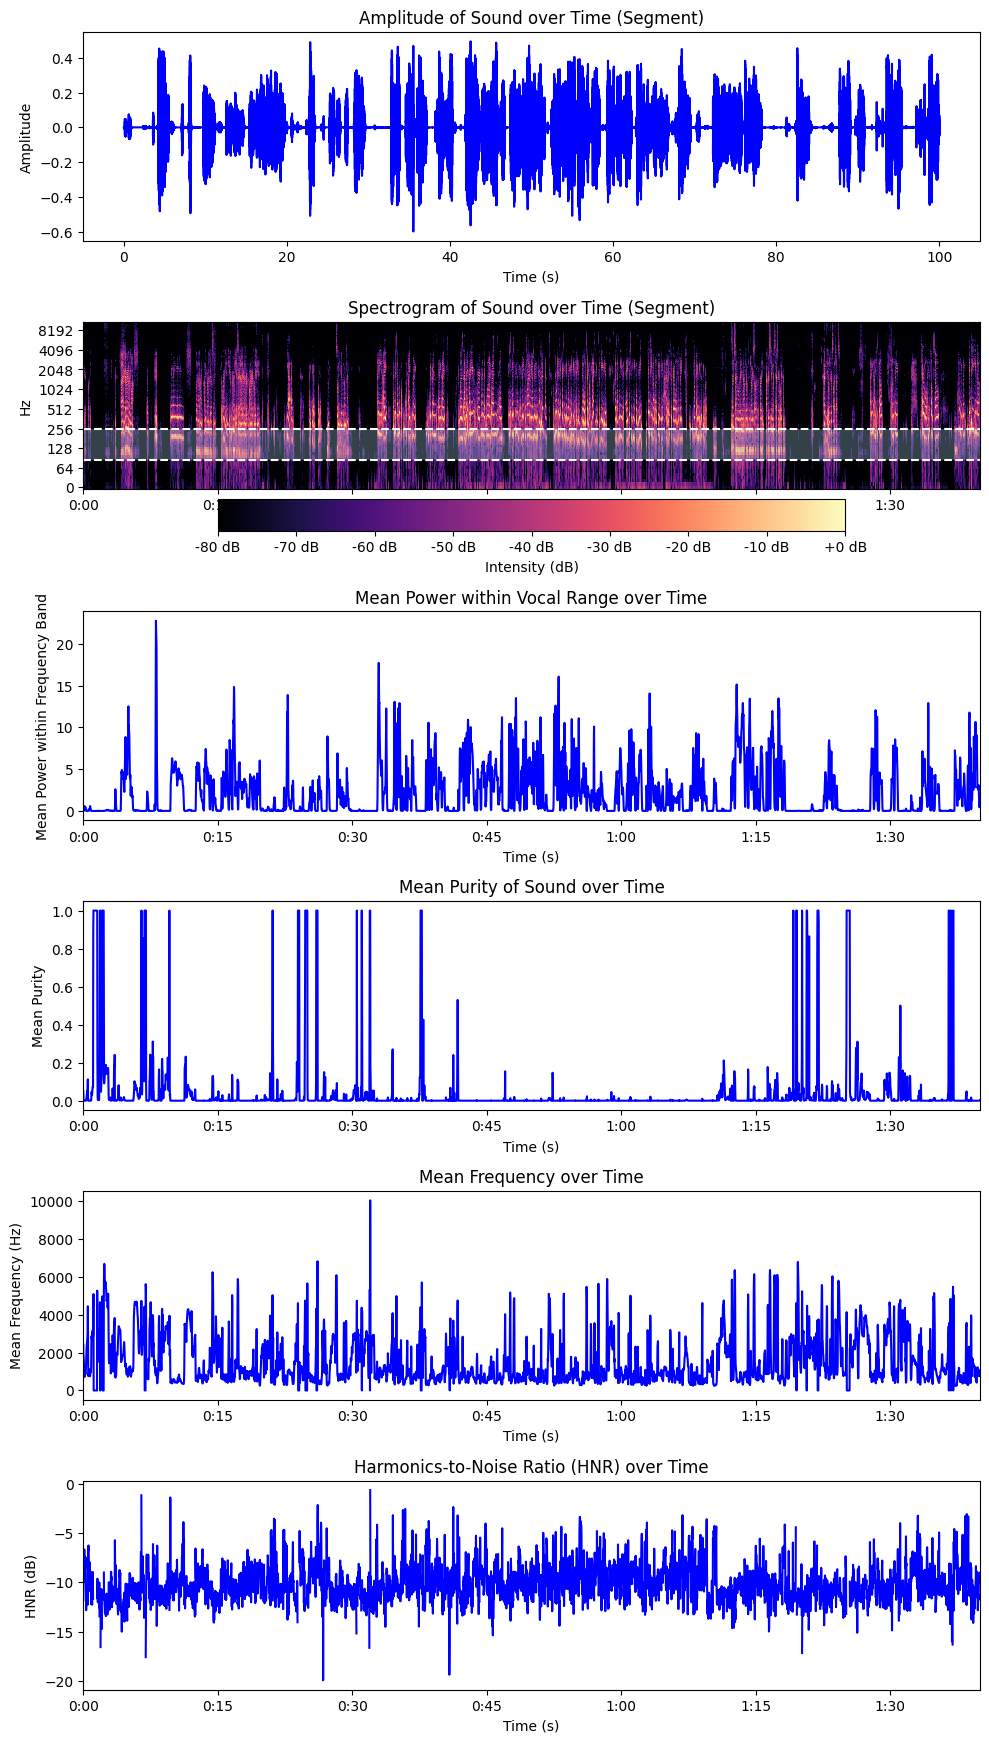 Amplitude of Sound over Time (Segment)
0.4
0.2
0.0
−0.2
−0.4
−0.6
Amplitude
0 20 40 60 80 100
Time (s)
Spectrogram of Sound over Time (Segment)
8192
4096
2048
1024
512
256
128
64
0
Hz
0:00 1:30
-80 dB -70 dB -60 dB -50 dB -40 dB -30 dB -20 dB -10 dB +0 dB
Intensity (dB)
Mean Power within Vocal Range over Time
20
15
10
5
0
Mean Power within Frequency Band
0:00 0:15 0:30 0:45 1:00 1:15 1:30
Time (s)
Mean Purity of Sound over Time
1.0
0.8
0.6
0.4
0.2
0.0
Mean Purity
0:00 0:15 0:30 0:45 1:00 1:15 1:30
Time (s)
Mean Frequency over Time
10000
8000
6000
4000
2000
0
Mean Frequency (Hz)
0:00 0:15 0:30 0:45 1:00 1:15 1:30
Time (s)
Harmonics-to-Noise Ratio (HNR) over Time
0
−5
−10
−15
−20
HNR (dB)
0:00 0:15 0:30 0:45 1:00 1:15 1:30
Time (s)